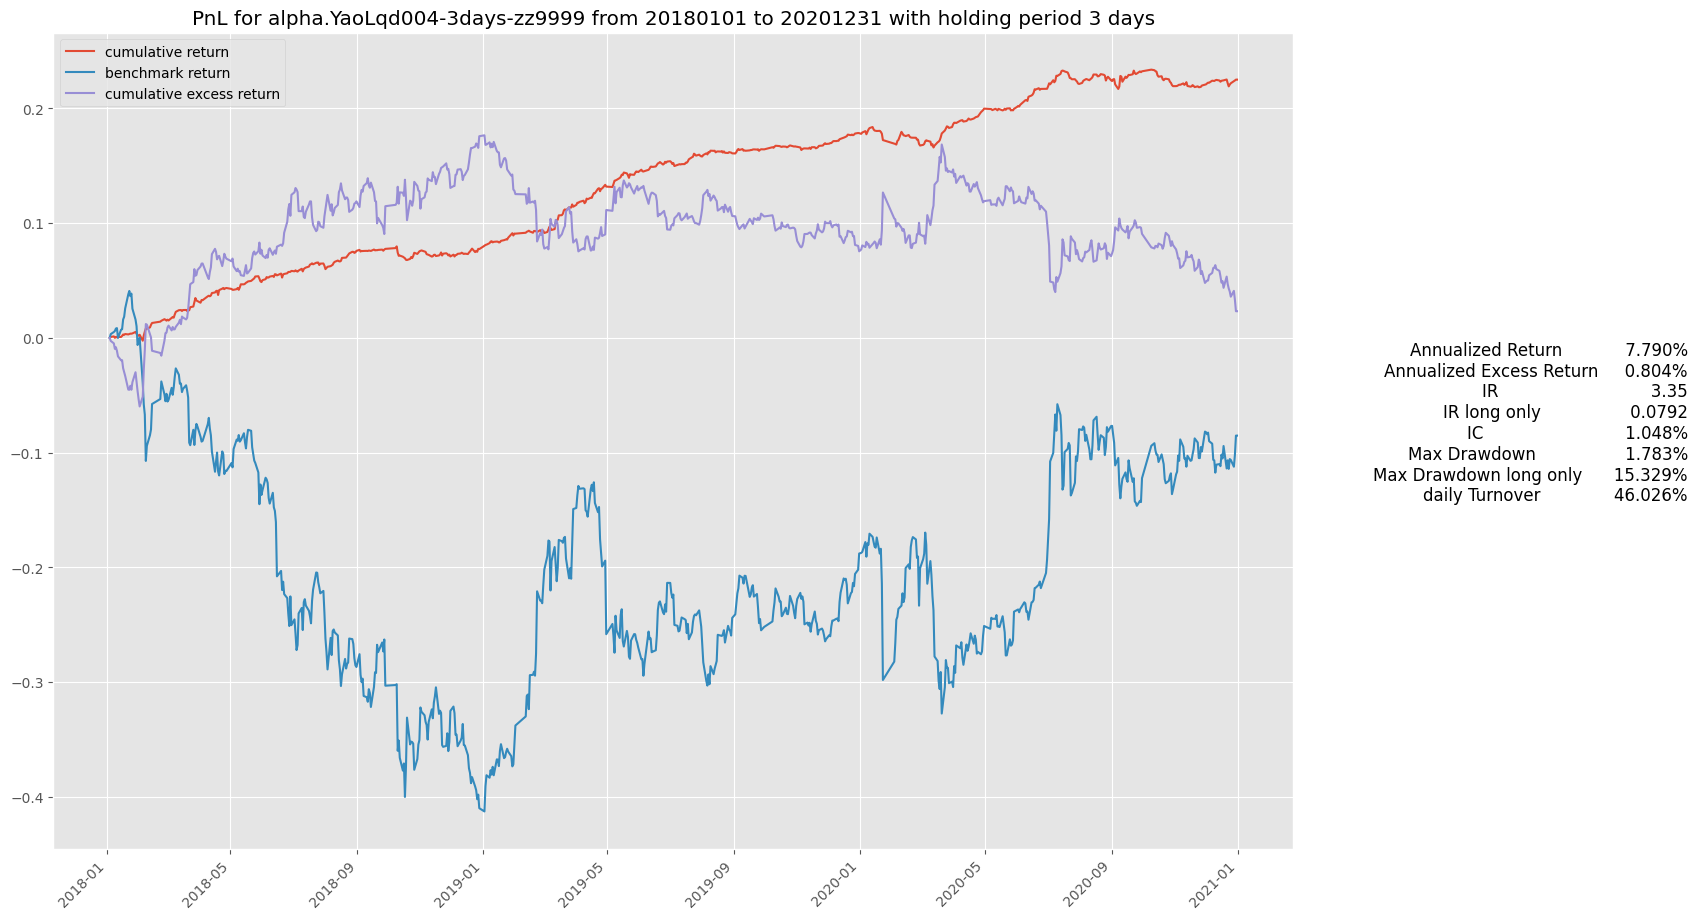 PnL for alpha.YaoLqd004-3days-zz9999 from 20180101 to 20201231 with holding period 3 days
cumulative return
benchmark return
cumulative excess return
0.2
0.1
0.0
−0.1
−0.2
−0.3
−0.4
2018-01
2018-05
2018-09
2019-01
2019-05
2019-09
2020-01
2020-05
2020-09
2021-01
Annualized Return 7.790%
Annualized Excess Return 0.804%
IR 3.35
IR long only 0.0792
IC 1.048%
Max Drawdown 1.783%
Max Drawdown long only 15.329%
daily Turnover 46.026%